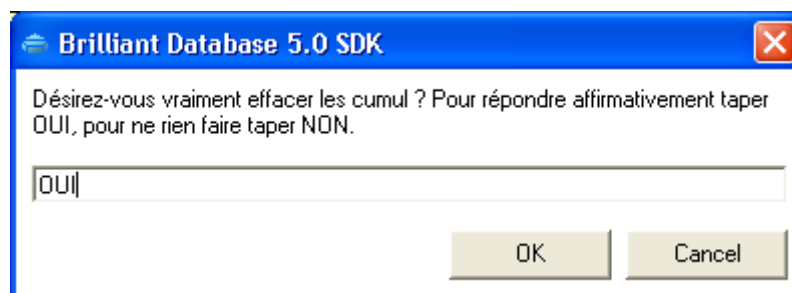 Brilliant Database 5.0 SDK
Désirez-vous vraiment effacer les cumul ? Pour répondre affirmativement taper
OUI, pour ne rien faire taper NON.
OUI
OK Cancel